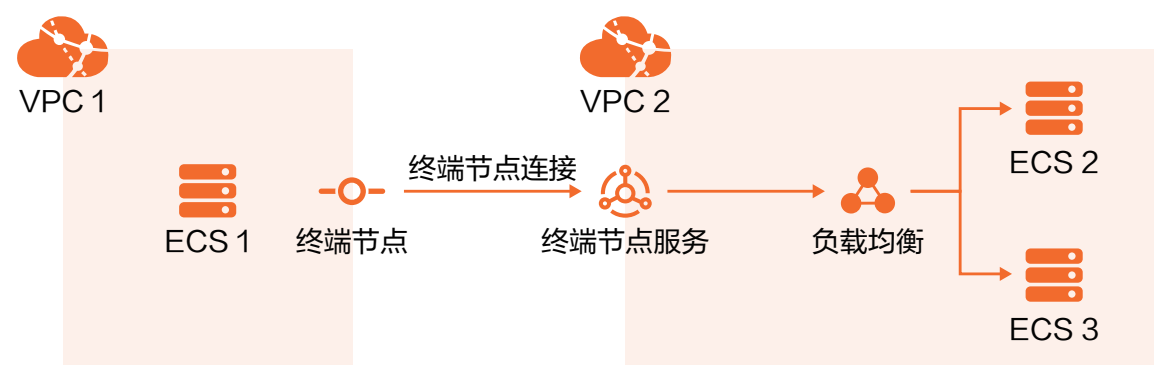 VPC 1
VPC 2
终端节点连接
ECS 1
终端节点
终端节点服务
负载均衡
ECS 2
ECS 3